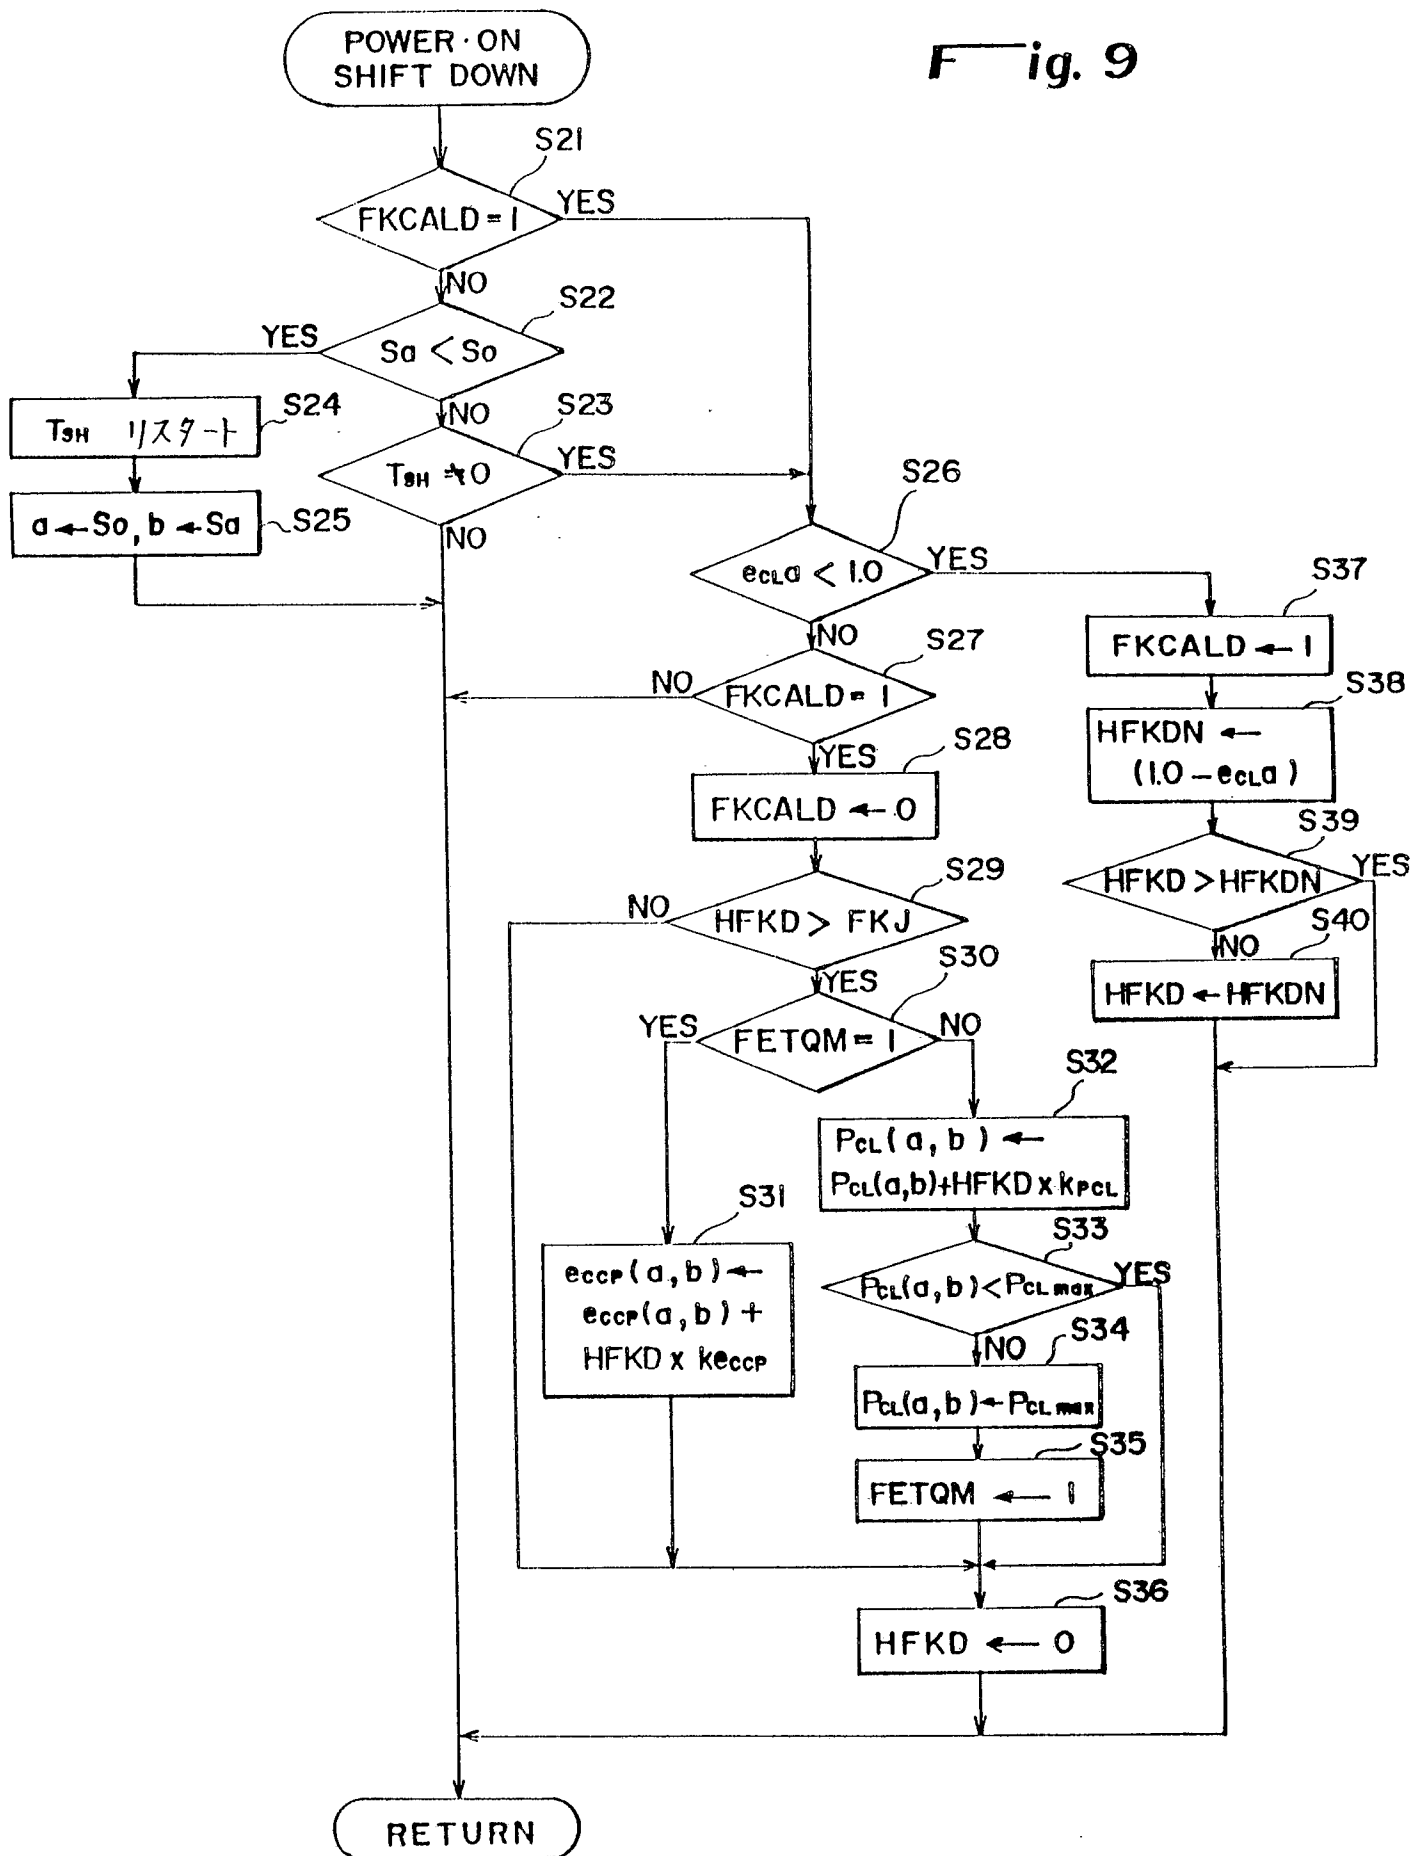 POWER·ON
SHIFT DOWN
Fig. 9
S21
FKCALD = 1
YES
NO
S22
YES
Sa < So
NO
S23
S24
TSH リスタート
TSH ≠ 0
YES
NO
S25
a ← So, b ← Sa
S26
eCLa < 1.0
YES
NO
S37
FKCALD ← 1
S27
NO
FKCALD = 1
YES
S38
HFKDN ←
(1.0 - eCLa)
S28
FKCALD ← 0
S39
HFKD > HFKDN
YES
NO
S29
NO
HFKD > FKJ
YES
S40
HFKD ← HFKDN
S30
YES
FETQM = 1
NO
S32
PCL(a, b) ←
PCL(a,b)+HFKD x kPCL
S31
eCCP(a, b) ←
eCCP(a, b) +
HFKD x keCCP
S33
PCL(a, b) < PCL max
YES
NO
S34
PCL(a, b) ← PCL max
S35
FETQM ← 1
S36
HFKD ← 0
RETURN